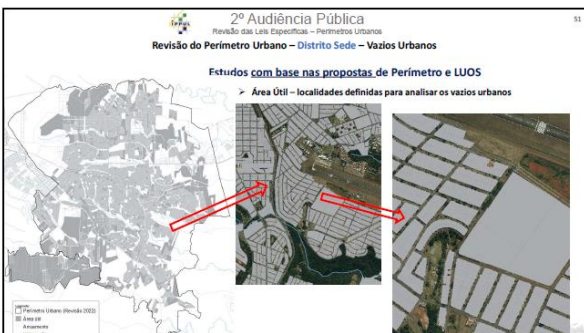 IPPUL
2º Audiência Pública
51
Revisão das Leis Específicas – Perímetros Urbanos
Revisão do Perímetro Urbano – Distrito Sede – Vazios Urbanos
Estudos com base nas propostas de Perímetro e LUOS
➢ Área Útil – localidades definidas para analisar os vazios urbanos
Perímetro Urbano (Revisão 2022)
Área útil
Arruamento